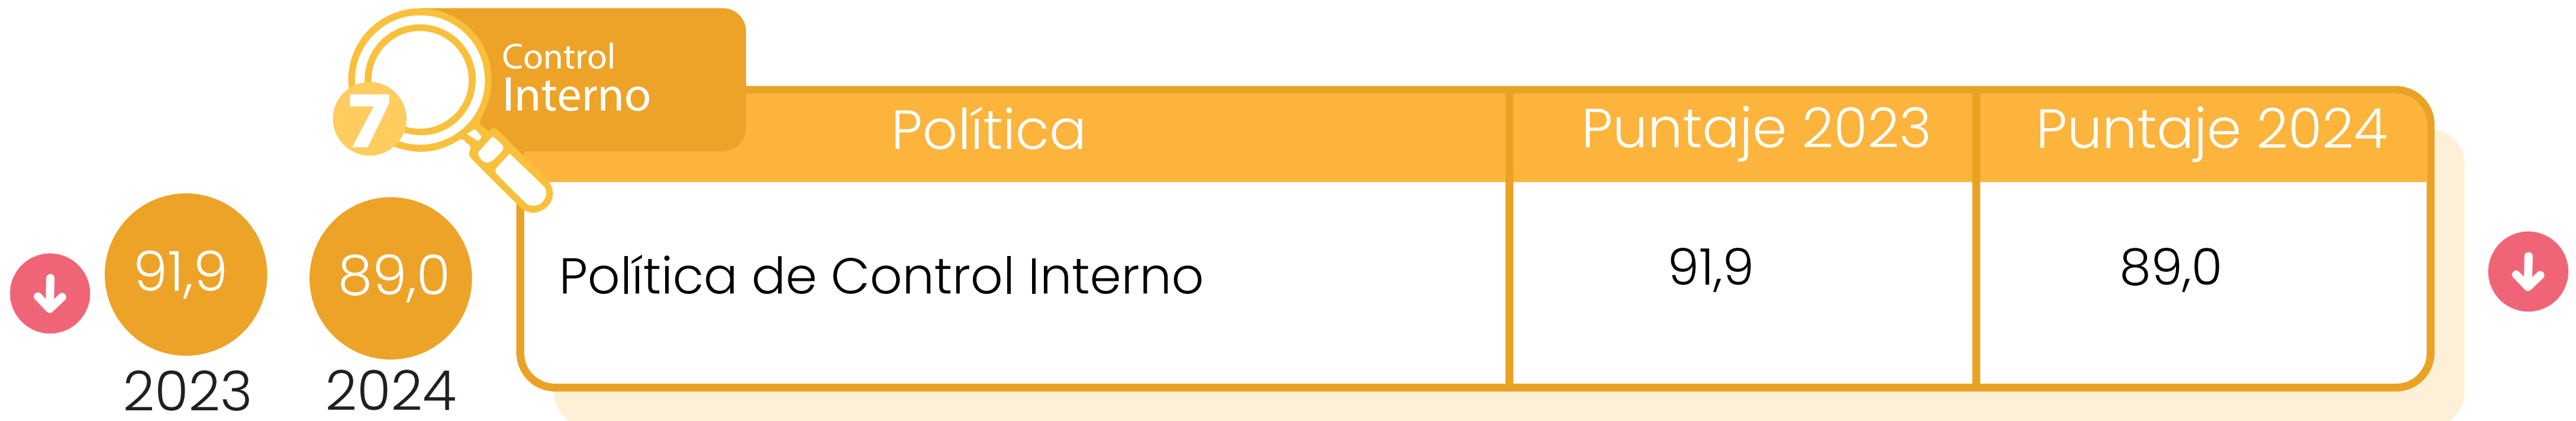 7
Control
Interno
Política
Puntaje 2023
Puntaje 2024
91,9
2023
89,0
2024
Política de Control Interno
91,9
89,0